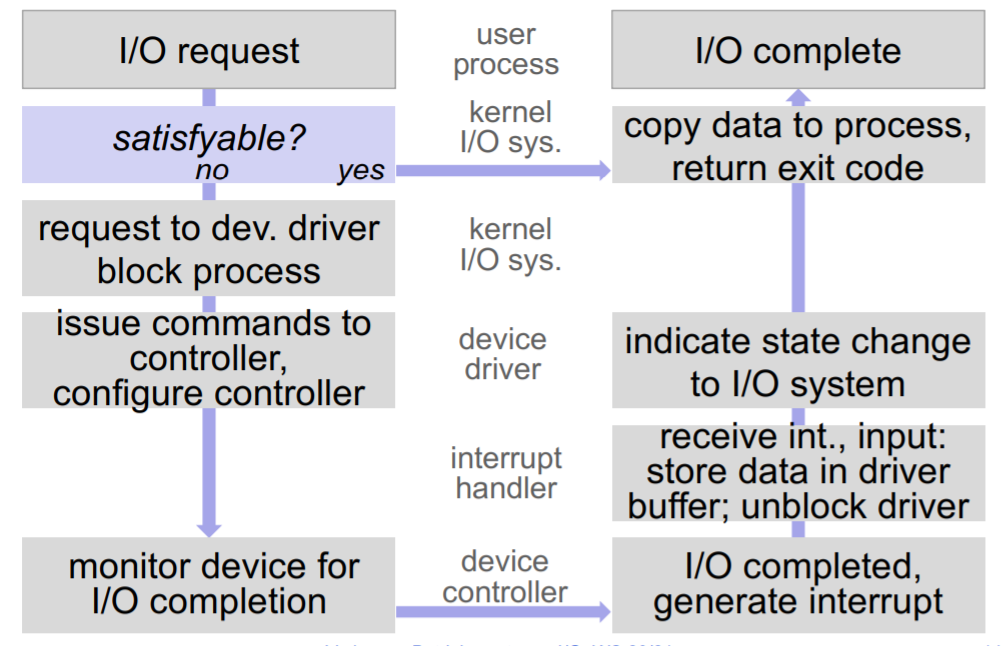 I/O request
user
process
I/O complete
satisfyable?
no yes
kernel
I/O sys.
copy data to process,
return exit code
request to dev. driver
block process
kernel
I/O sys.
issue commands to
controller,
configure controller
device
driver
indicate state change
to I/O system
interrupt
handler
receive int., input:
store data in driver
buffer; unblock driver
monitor device for
I/O completion
device
controller
I/O completed,
generate interrupt